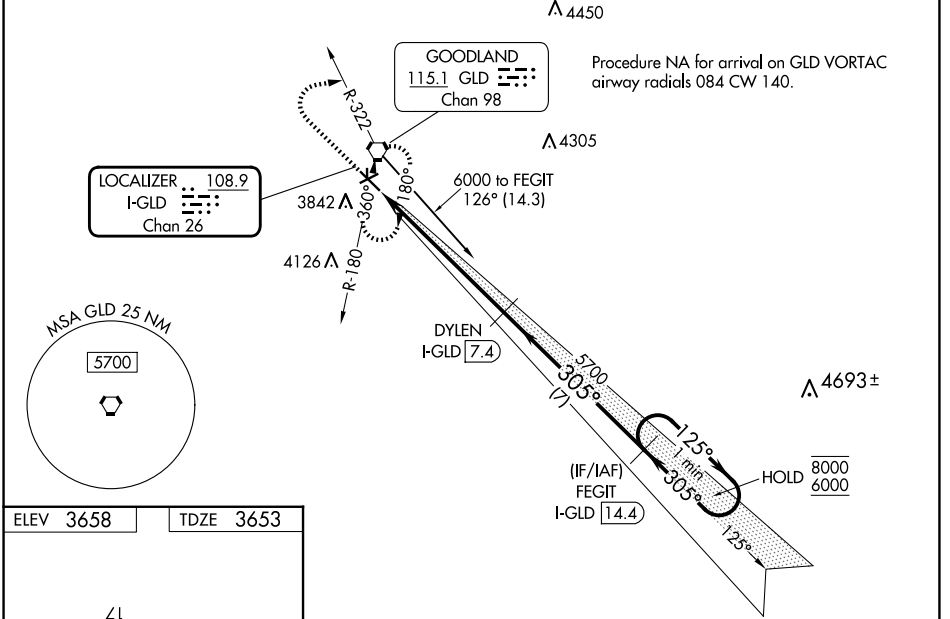 4450
GOODLAND
115.1 GLD
Chan 98
Procedure NA for arrival on GLD VORTAC
airway radials 084 CW 140.
R-322
4305
LOCALIZER 108.9
I-GLD
Chan 26
6000 to FEGIT
126° (14.3)
180°
360°
3842
4126
R-180
MSA GLD 25 NM
5700
DYLEN
I-GLD 7.4
5700
305°
(7)
4693±
125°
1 min
305°
HOLD 8000
6000
(IF/IAF)
FEGIT
I-GLD 14.4
125°
ELEV 3658
TDZE 3653
17